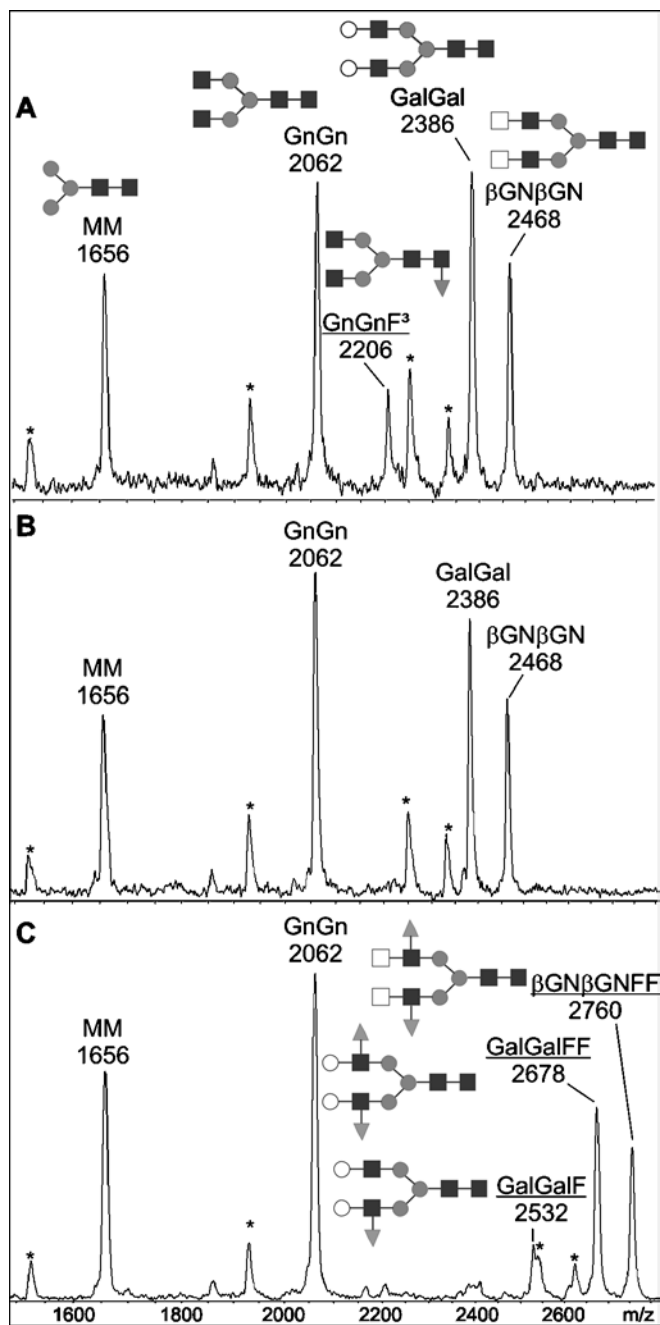 A
MM
1656
*
*
GnGn
2062
GnGnF³
2206
*
*
GalGal
2386
βGNβGN
2468
B
MM
1656
*
*
GnGn
2062
*
*
GalGal
2386
βGNβGN
2468
C
MM
1656
*
*
GnGn
2062
βGNβGNFF
2760
GalGalFF
2678
GalGalF
2532
*
*
1600 1800 2000 2200 2400 2600 m/z